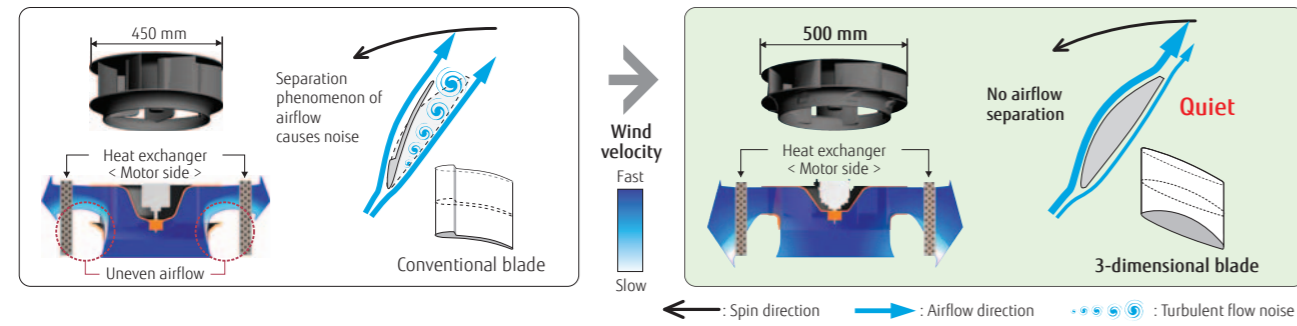 450 mm
Separation
phenomenon of
airflow
causes noise
Heat exchanger
< Motor side >
Uneven airflow
Conventional blade
Wind
velocity
Fast
Slow
500 mm
No airflow
separation
Quiet
Heat exchanger
< Motor side >
3-dimensional blade
: Spin direction
: Airflow direction
: Turbulent flow noise